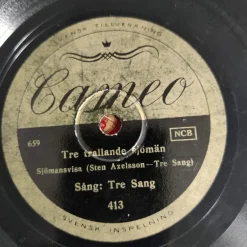 SVENSK TILLVERKNING
Cameo
659
NCB
Tre trallande sjömän
Sjömansvisa (Sten Axelsson—Tre Sang)
Sång: Tre Sang
413
SVENSK INSPELNING